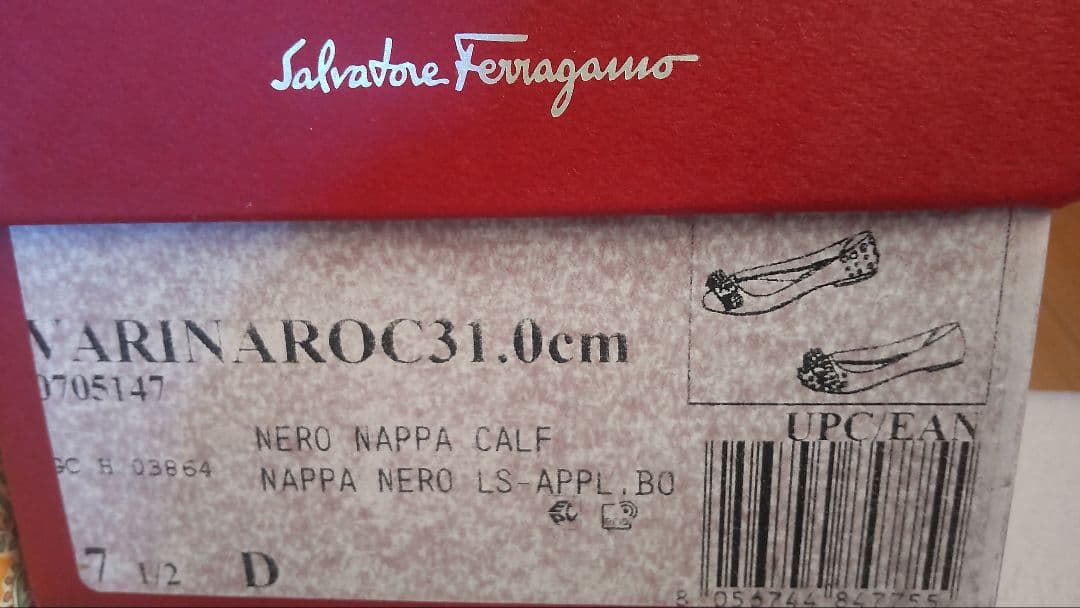 Salvatore Ferragamo
VARINAROC31.0cm
0705147
UPC/EAN
NERO NAPPA CALF
GC H 03864
NAPPA NERO LS-APPL.BO
7 1/2 D